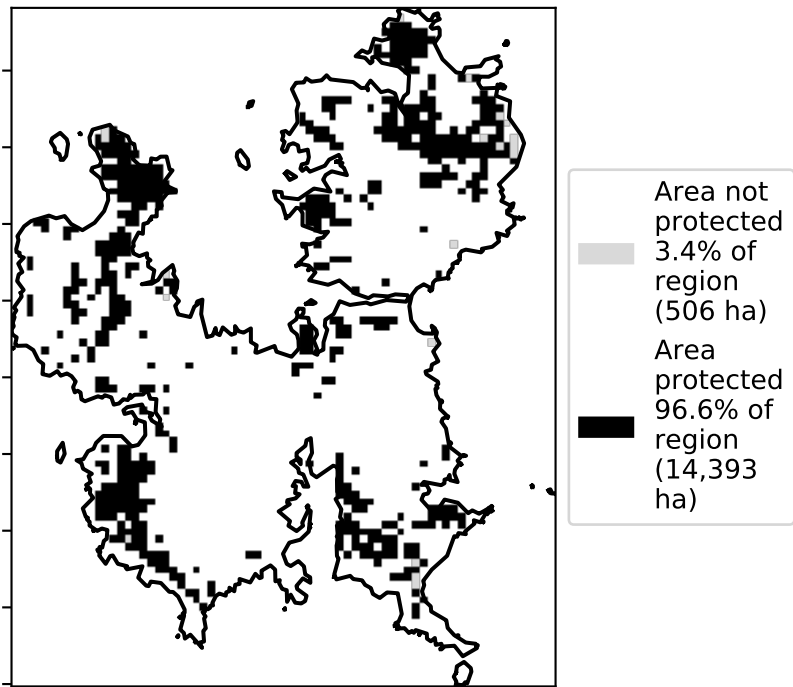 Area not
protected
3.4% of
region
(506 ha)
Area
protected
96.6% of
region
(14,393
ha)